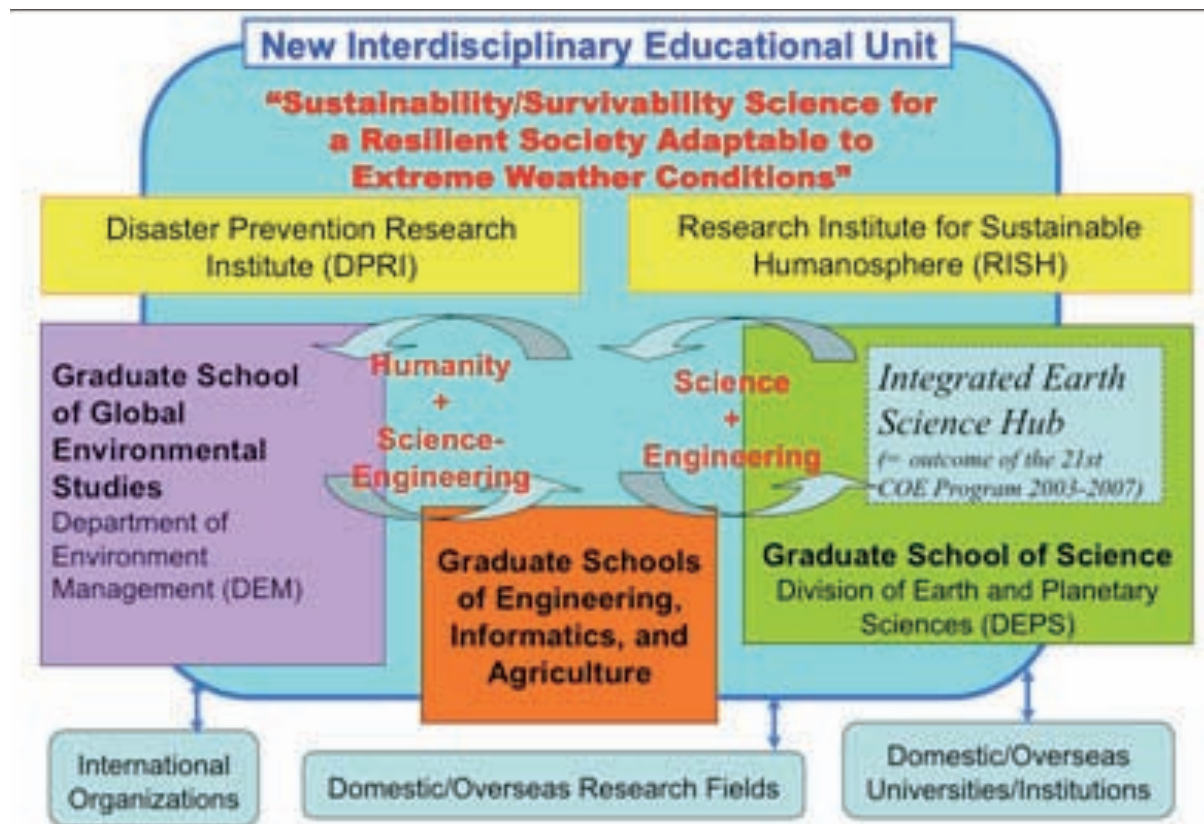 New Interdisciplinary Educational Unit
“Sustainability/Survivability Science for
a Resilient Society Adaptable to
Extreme Weather Conditions”
Disaster Prevention Research
Institute (DPRI)
Research Institute for Sustainable
Humanosphere (RISH)
Graduate School
of Global
Environmental
Studies
Department of
Environment
Management (DEM)
Humanity
+
Science-
Engineering
Science
+
Engineering
Integrated Earth
Science Hub
(= outcome of the 21st
COE Program 2003-2007)
Graduate School of Science
Division of Earth and Planetary
Sciences (DEPS)
Graduate Schools
of Engineering,
Informatics, and
Agriculture
International
Organizations
Domestic/Overseas Research Fields
Domestic/Overseas
Universities/Institutions